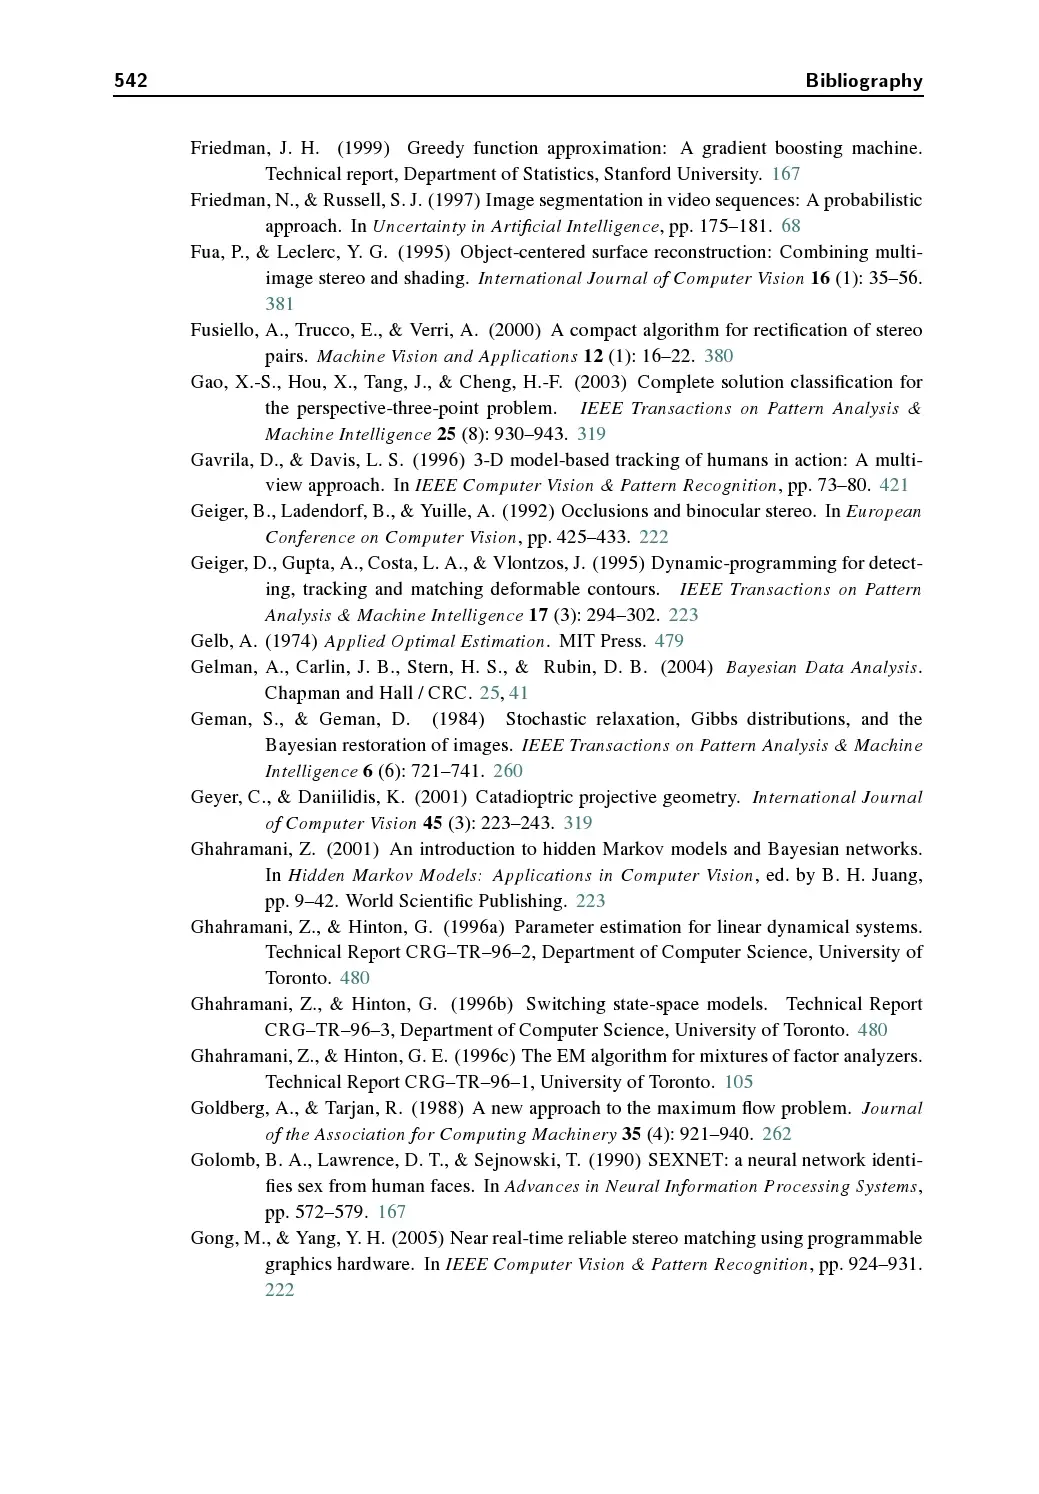 542 Bibliography
Friedman, J. H. (1999) Greedy function approximation: A gradient boosting machine.
Technical report, Department of Statistics, Stanford University. 167
Friedman, N., & Russell, S. J. (1997) Image segmentation in video sequences: A probabilistic
approach. In Uncertainty in Artificial Intelligence, pp. 175–181. 68
Fua, P., & Leclerc, Y. G. (1995) Object-centered surface reconstruction: Combining multi-
image stereo and shading. International Journal of Computer Vision 16 (1): 35–56.
381
Fusiello, A., Trucco, E., & Verri, A. (2000) A compact algorithm for rectification of stereo
pairs. Machine Vision and Applications 12 (1): 16–22. 380
Gao, X.-S., Hou, X., Tang, J., & Cheng, H.-F. (2003) Complete solution classification for
the perspective-three-point problem. IEEE Transactions on Pattern Analysis &
Machine Intelligence 25 (8): 930–943. 319
Gavrila, D., & Davis, L. S. (1996) 3-D model-based tracking of humans in action: A multi-
view approach. In IEEE Computer Vision & Pattern Recognition, pp. 73–80. 421
Geiger, B., Ladendorf, B., & Yuille, A. (1992) Occlusions and binocular stereo. In European
Conference on Computer Vision, pp. 425–433. 222
Geiger, D., Gupta, A., Costa, L. A., & Vlontzos, J. (1995) Dynamic-programming for detect-
ing, tracking and matching deformable contours. IEEE Transactions on Pattern
Analysis & Machine Intelligence 17 (3): 294–302. 223
Gelb, A. (1974) Applied Optimal Estimation. MIT Press. 479
Gelman, A., Carlin, J. B., Stern, H. S., & Rubin, D. B. (2004) Bayesian Data Analysis.
Chapman and Hall / CRC. 25, 41
Geman, S., & Geman, D. (1984) Stochastic relaxation, Gibbs distributions, and the
Bayesian restoration of images. IEEE Transactions on Pattern Analysis & Machine
Intelligence 6 (6): 721–741. 260
Geyer, C., & Daniilidis, K. (2001) Catadioptric projective geometry. International Journal
of Computer Vision 45 (3): 223–243. 319
Ghahramani, Z. (2001) An introduction to hidden Markov models and Bayesian networks.
In Hidden Markov Models: Applications in Computer Vision, ed. by B. H. Juang,
pp. 9–42. World Scientific Publishing. 223
Ghahramani, Z., & Hinton, G. (1996a) Parameter estimation for linear dynamical systems.
Technical Report CRG–TR–96–2, Department of Computer Science, University of
Toronto. 480
Ghahramani, Z., & Hinton, G. (1996b) Switching state-space models. Technical Report
CRG–TR–96–3, Department of Computer Science, University of Toronto. 480
Ghahramani, Z., & Hinton, G. E. (1996c) The EM algorithm for mixtures of factor analyzers.
Technical Report CRG–TR–96–1, University of Toronto. 105
Goldberg, A., & Tarjan, R. (1988) A new approach to the maximum flow problem. Journal
of the Association for Computing Machinery 35 (4): 921–940. 262
Golomb, B. A., Lawrence, D. T., & Sejnowski, T. (1990) SEXNET: a neural network identi-
fies sex from human faces. In Advances in Neural Information Processing Systems,
pp. 572–579. 167
Gong, M., & Yang, Y. H. (2005) Near real-time reliable stereo matching using programmable
graphics hardware. In IEEE Computer Vision & Pattern Recognition, pp. 924–931.
222